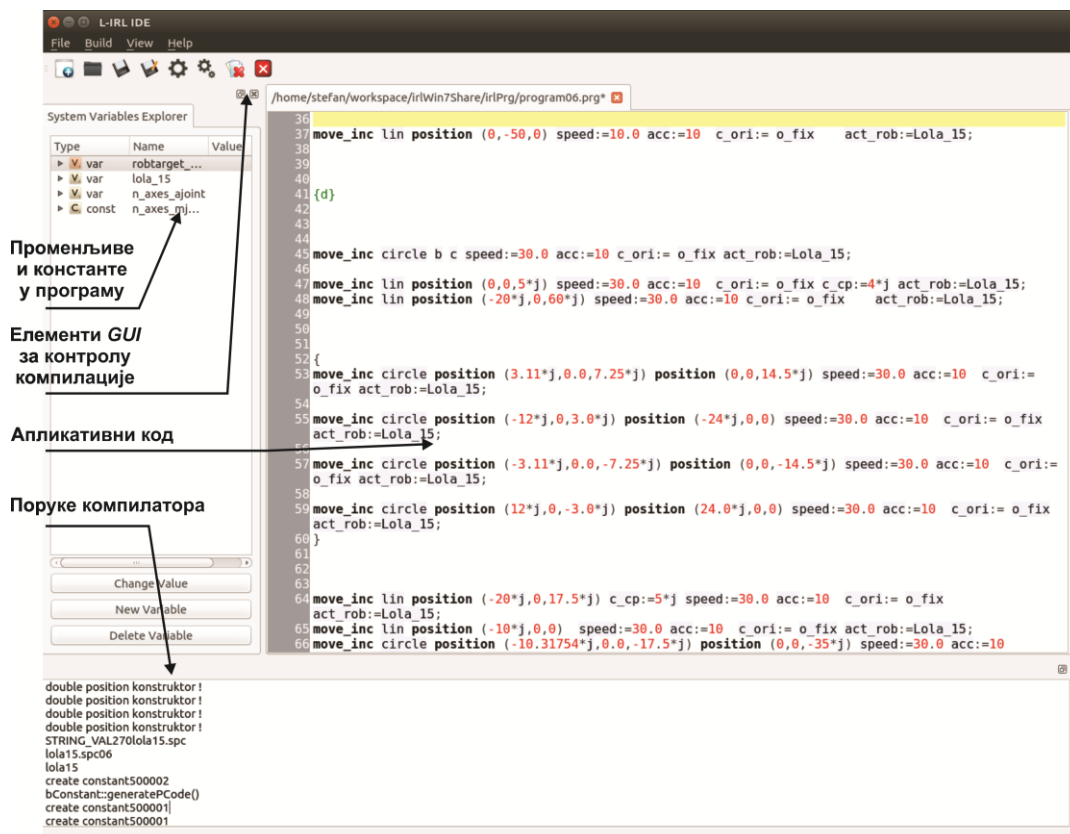 L-IRL IDE
File Build View Help
/home/stefan/workspace/irlWin7Share/irlPrg/program06.prg*
System Variables Explorer
Type Name Value
V. var robtarget_...
V. var lola_15
V. var n_axes_ajoint
C. const n_axes_mj...
Променљиве
и константе
у програму
Елементи GUI
за контролу
компилације
Апликативни код
Поруке компилатора
Change Value
New Variable
Delete Variable
36
37 move_inc lin position (0,-50,0) speed:=10.0 acc:=10 c_ori:= o_fix act_rob:=Lola_15;
38
39
40
41 {d}
42
43
44
45 move_inc circle b c speed:=30.0 acc:=10 c_ori:= o_fix act_rob:=Lola_15;
46
47 move_inc lin position (0,0,5*j) speed:=30.0 acc:=10 c_ori:= o_fix c_cp:=4*j act_rob:=Lola_15;
48 move_inc lin position (-20*j,0,60*j) speed:=30.0 acc:=10 c_ori:= o_fix act_rob:=Lola_15;
49
50
51
52 {
53 move_inc circle position (3.11*j,0.0,7.25*j) position (0,0,14.5*j) speed:=30.0 acc:=10 c_ori:=
o_fix act_rob:=Lola_15;
54
55 move_inc circle position (-12*j,0,3.0*j) position (-24*j,0,0) speed:=30.0 acc:=10 c_ori:= o_fix
act_rob:=Lola_15;
56
57 move_inc circle position (-3.11*j,0.0,-7.25*j) position (0,0,-14.5*j) speed:=30.0 acc:=10 c_ori:=
o_fix act_rob:=Lola_15;
58
59 move_inc circle position (12*j,0,-3.0*j) position (24.0*j,0,0) speed:=30.0 acc:=10 c_ori:= o_fix
act_rob:=Lola_15;
60 }
61
62
63
64 move_inc lin position (-20*j,0,17.5*j) c_cp:=5*j speed:=30.0 acc:=10 c_ori:= o_fix
act_rob:=Lola_15;
65 move_inc lin position (-10*j,0,0) speed:=30.0 acc:=10 c_ori:= o_fix act_rob:=Lola_15;
66 move_inc circle position (-10.31754*j,0.0,-17.5*j) position (0,0,-35*j) speed:=30.0 acc:=10
double position konstruktor !
double position konstruktor !
double position konstruktor !
double position konstruktor !
STRING_VAL270lola15.spc
lola15.spc06
lola15
create constant500002
bConstant::generatePCode()
create constant500001
create constant500001